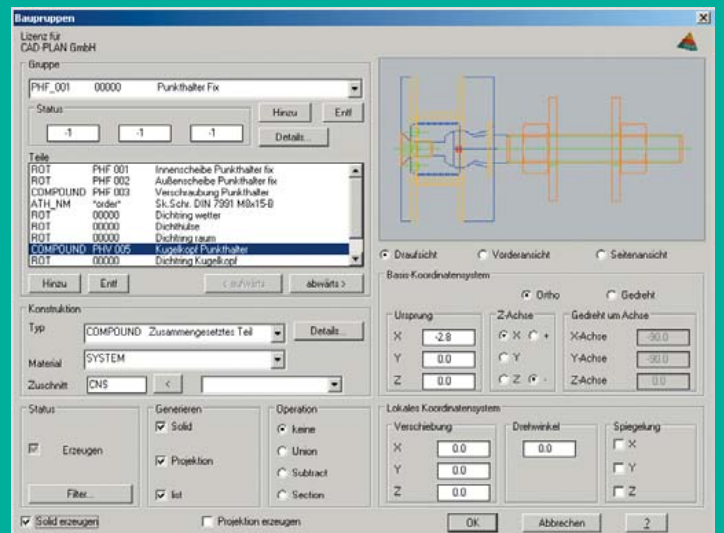 Baupruppen
Lizenz für
CAD-PLAN GmbH
Gruppe
PHF_001 00000 Punkthalter Fix
Status
-1 -1 -1
Hinzu Entf
Details...
Teile
ROT PHF 001 Innenscheibe Punkthalter fix
ROT PHF 002 Außenscheibe Punkthalter fix
COMPOUND PHF 003 Verschraubung Punkthalter
ATH_NM *order* Sk.Schr. DIN 7991 M8x15-B
ROT 00000 Dichtring wetter
ROT 00000 Dichthülse
ROT 00000 Dichtring raum
COMPOUND PHV 005 Kugelkopf Punkthalter
ROT 00000 Dichtring Kugelkopf
Hinzu Entf < aufwärts abwärts >
Konstruktion
Typ COMPOUND Zusammengesetztes Teil Details...
Material SYSTEM
Zuschnitt CNS <
Status
Erzeugen
Filter...
Generieren
Solid
Projektion
list
Operation
keine
Union
Subtract
Section
Solid erzeugen Projektion erzeugen
Draufsicht Vorderansicht Seitenansicht
Basis-Koordinatensystem
Ortho Gedreht
Ursprung
X -2.8
Y 0.0
Z 0.0
Z-Achse
X +
Y
Z -
Gedreht um Achse
X-Achse -90.0
Y-Achse -90.0
Z-Achse 0.0
Lokales Koordinatensystem
Verschiebung
X 0.0
Y 0.0
Z 0.0
Drehwinkel
0.0
Spiegelung
X
Y
Z
OK Abbrechen ?